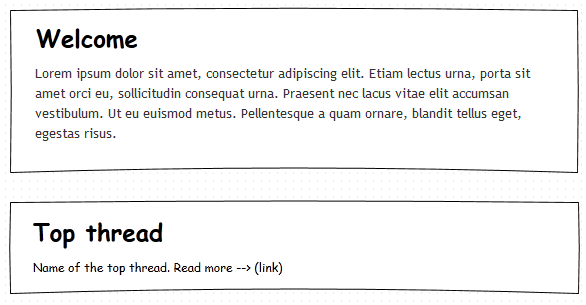 Welcome
Lorem ipsum dolor sit amet, consectetur adipiscing elit. Etiam lectus urna, porta sit
amet orci eu, sollicitudin consequat urna. Praesent nec lacus vitae elit accumsan
vestibulum. Ut eu euismod metus. Pellentesque a quam ornare, blandit tellus eget,
egestas risus.
Top thread
Name of the top thread. Read more --> (link)